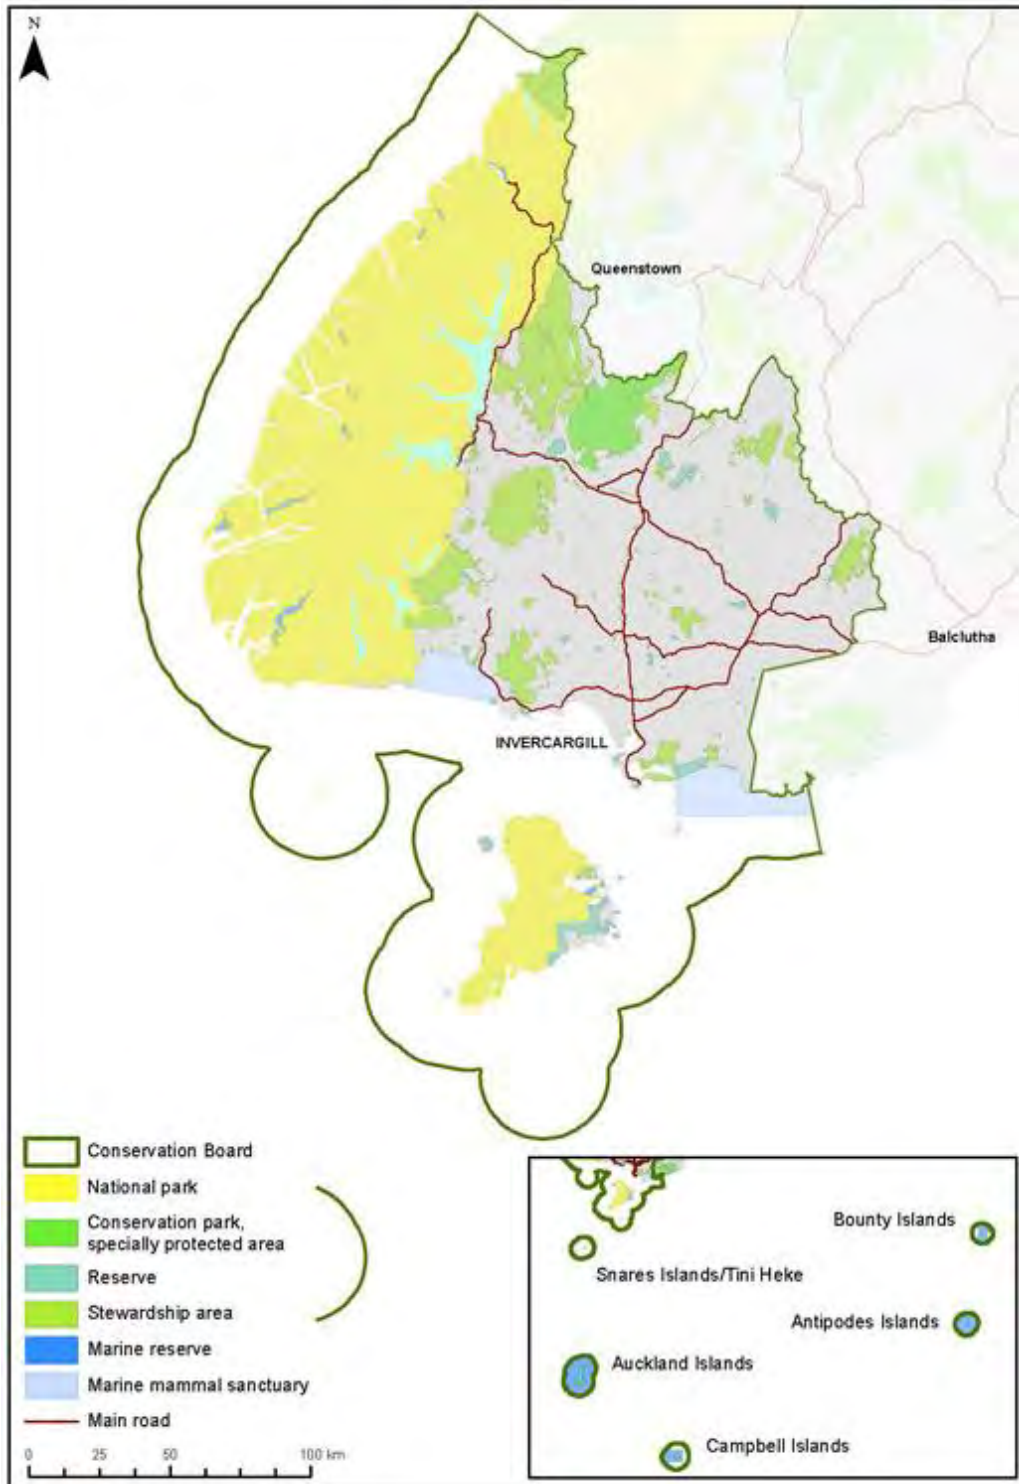 N
Queenstown
Balclutha
INVERCARGILL
Conservation Board
National park
Conservation park,
specially protected area
Reserve
Stewardship area
Marine reserve
Marine mammal sanctuary
Main road
0 25 50 100 km
Bounty Islands
Snares Islands/Tini Heke
Antipodes Islands
Auckland Islands
Campbell Islands